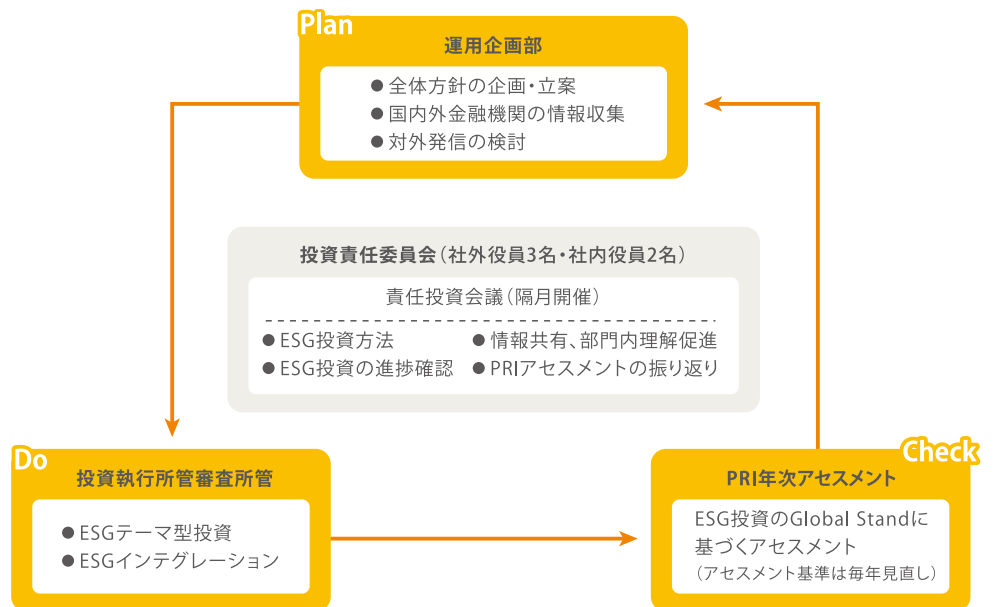 Plan
運用企画部
● 全体方針の企画・立案
● 国内外金融機関の情報収集
● 対外発信の検討
投資責任委員会（社外役員3名・社内役員2名）
責任投資会議（隔月開催）
● ESG投資方法
● ESG投資の進捗確認
● 情報共有、部門内理解促進
● PRIアセスメントの振り返り
Do
投資執行所管審査所管
● ESGテーマ型投資
● ESGインテグレーション
Check
PRI年次アセスメント
ESG投資のGlobal Standに
基づくアセスメント
（アセスメント基準は毎年見直し）